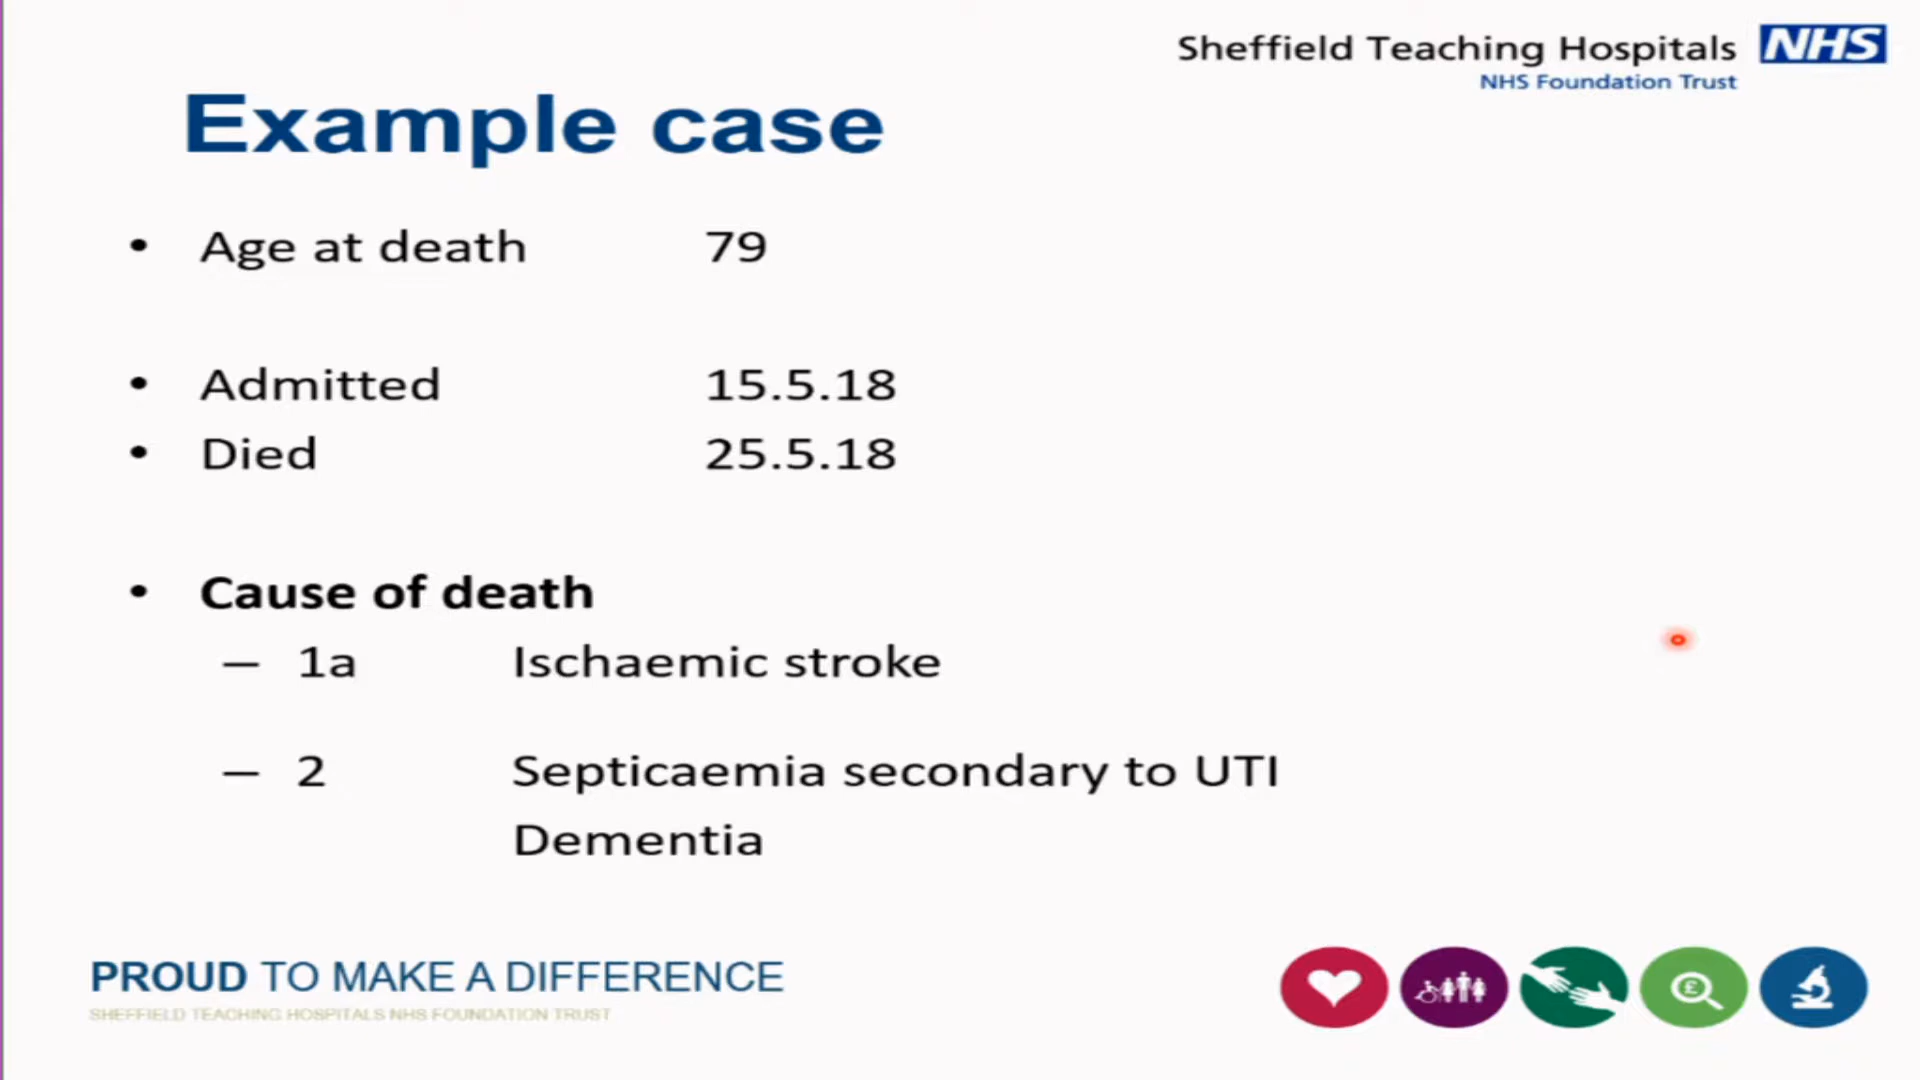 Sheffield Teaching Hospitals NHS
NHS Foundation Trust
Example case
• Age at death 79
• Admitted 15.5.18
• Died 25.5.18
• Cause of death
– 1a Ischaemic stroke
– 2 Septicaemia secondary to UTI
Dementia
PROUD TO MAKE A DIFFERENCE
SHEFFIELD TEACHING HOSPITALS NHS FOUNDATION TRUST
£